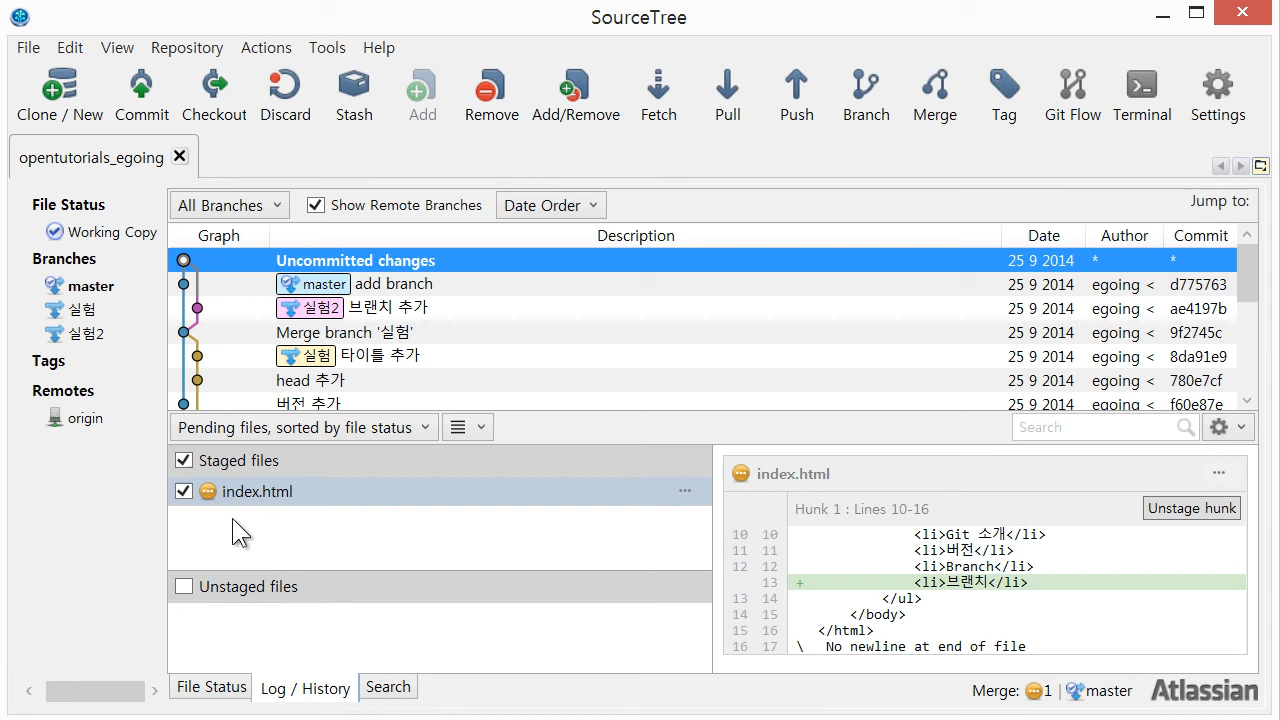 SourceTree
File Edit View Repository Actions Tools Help
Clone / New Commit Checkout Discard Stash Add Remove Add/Remove Fetch Pull Push Branch Merge Tag Git Flow Terminal Settings
opentutorials_egoing
File Status
Working Copy
Branches
master
실험
실험2
Tags
Remotes
origin
All Branches Show Remote Branches Date Order Jump to:
Graph Description Date Author Commit
Uncommitted changes 25 9 2014 * *
master add branch 25 9 2014 egoing < d775763
실험2 브랜치 추가 25 9 2014 egoing < ae4197b
Merge branch '실험' 25 9 2014 egoing < 9f2745c
실험 타이틀 추가 25 9 2014 egoing < 8da91e9
head 추가 25 9 2014 egoing < 780e7cf
버전 추가 25 9 2014 egoing < f60e87e
Pending files, sorted by file status Search
Staged files
index.html ...
Unstaged files
index.html ...
Hunk 1 : Lines 10-16 Unstage hunk
10 10 <li>Git 소개</li>
11 11 <li>버전</li>
12 12 <li>Branch</li>
13 + <li>브랜치</li>
13 14 </ul>
14 15 </body>
15 16 </html>
16 17 \ No newline at end of file
File Status Log / History Search
Merge: 1 master Atlassian